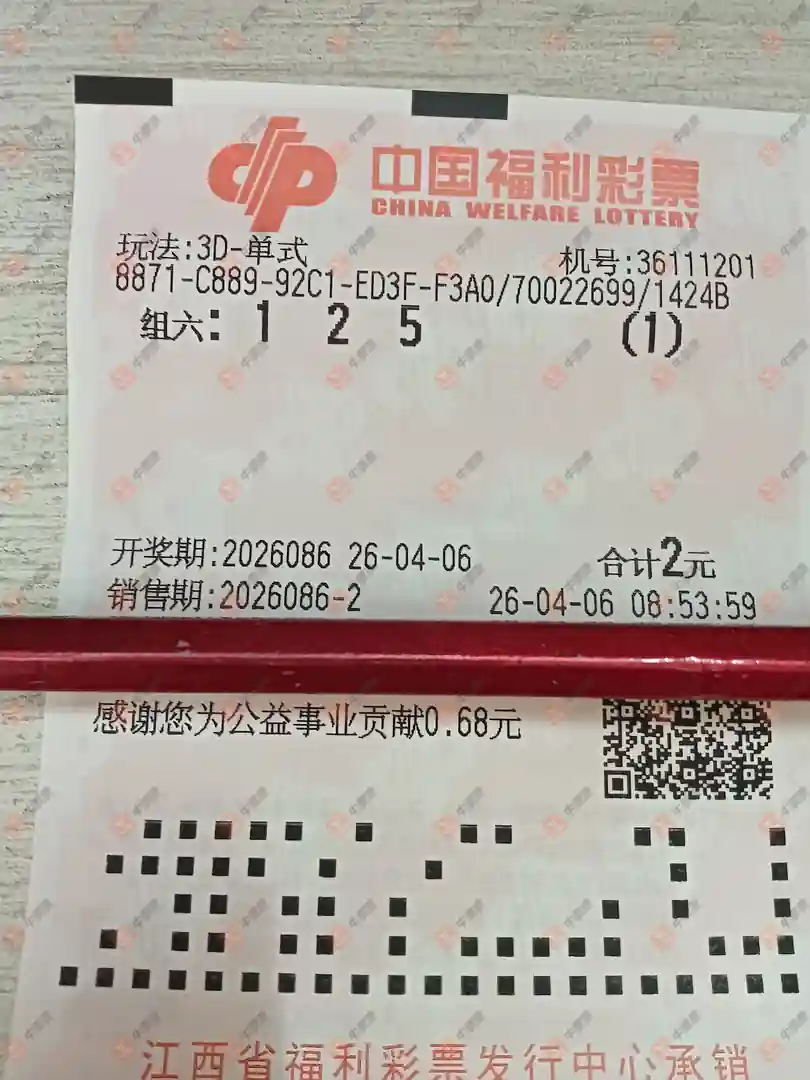 中国福利彩票
CHINA WELFARE LOTTERY
玩法:3D-单式 机号:36111201
8871-C889-92C1-ED3F-F3A0/70022699/1424B
组六: 1 2 5 (1)
开奖期:2026086 26-04-06 合计2元
销售期:2026086-2 26-04-06 08:53:59
感谢您为公益事业贡献0.68元
江西省福利彩票发行中心承销